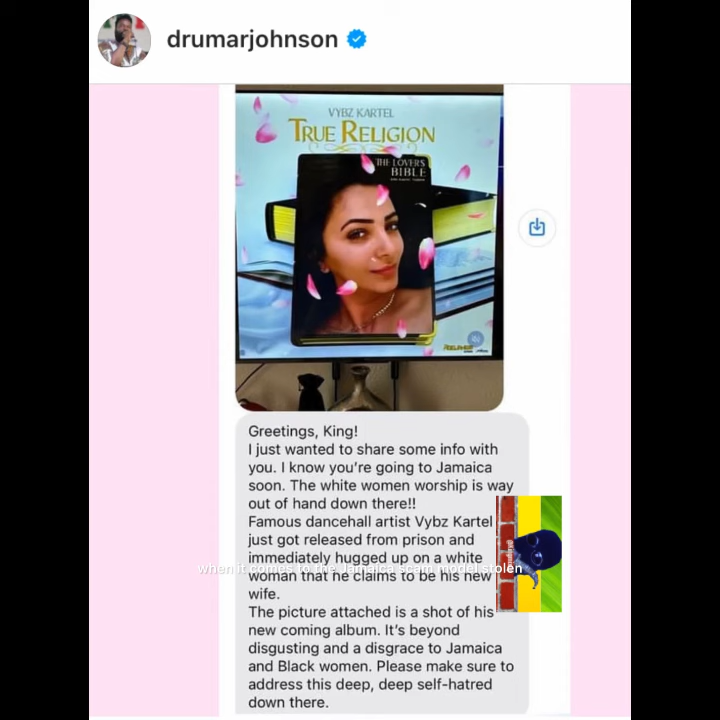 drumarjohnson
VYBZ KARTEL
TRUE RELIGION
THE LOVER'S
BIBLE
Greetings, King!
I just wanted to share some info with
you. I know you're going to Jamaica
soon. The white women worship is way
out of hand down there!!
Famous dancehall artist Vybz Kartel
just got released from prison and
immediately hugged up on a white
when it comes to the Jamaica scam model stolen
woman that he claims to be his new
wife.
The picture attached is a shot of his
new coming album. It's beyond
disgusting and a disgrace to Jamaica
and Black women. Please make sure to
address this deep, deep self-hatred
down there.